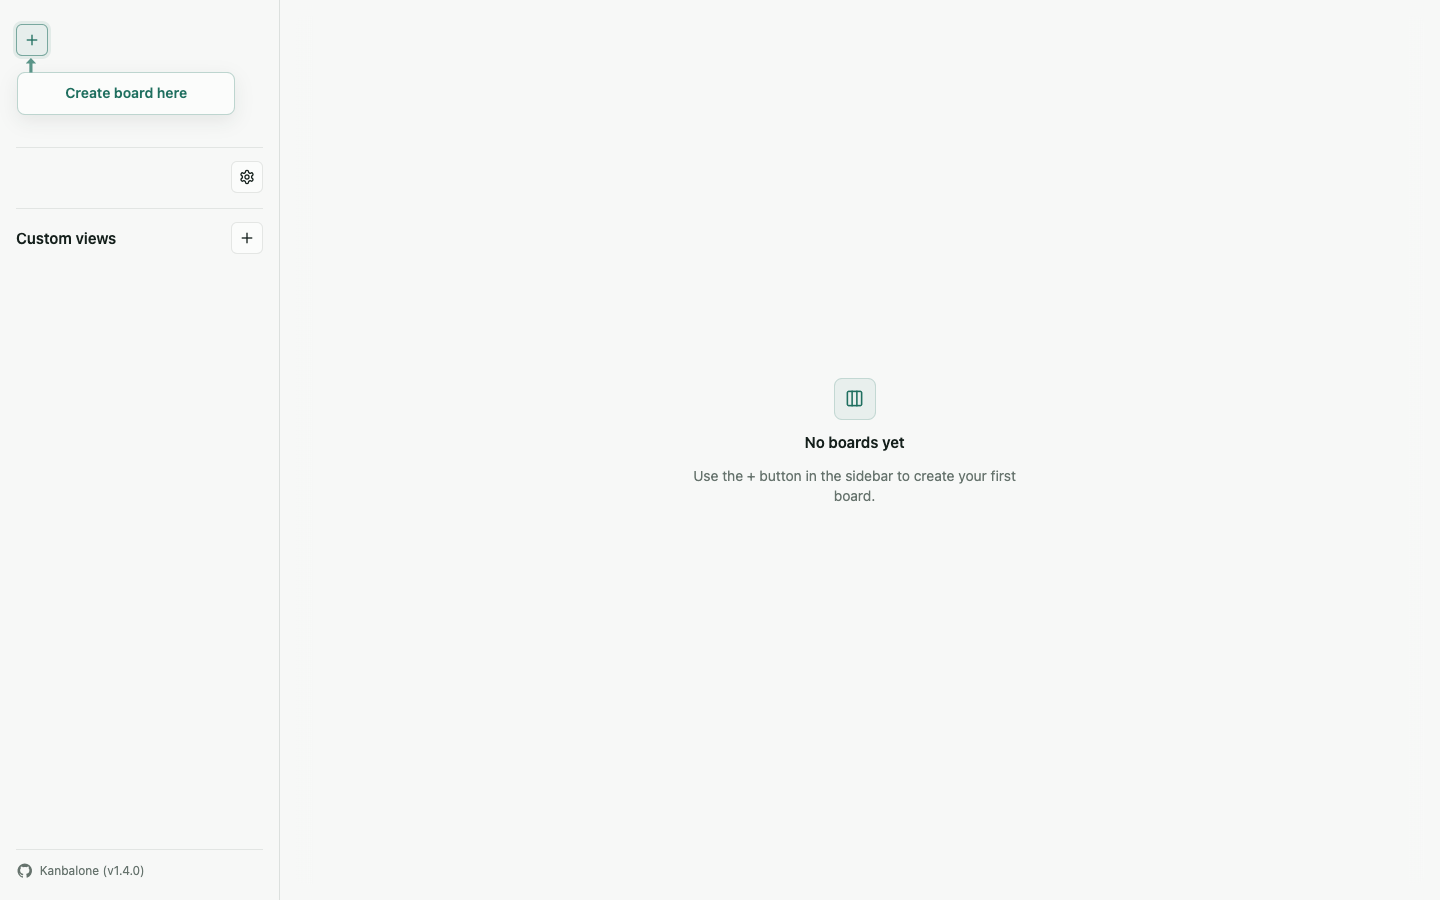 Create board here
Custom views
No boards yet
Use the + button in the sidebar to create your first
board.
Kanbalone (v1.4.0)